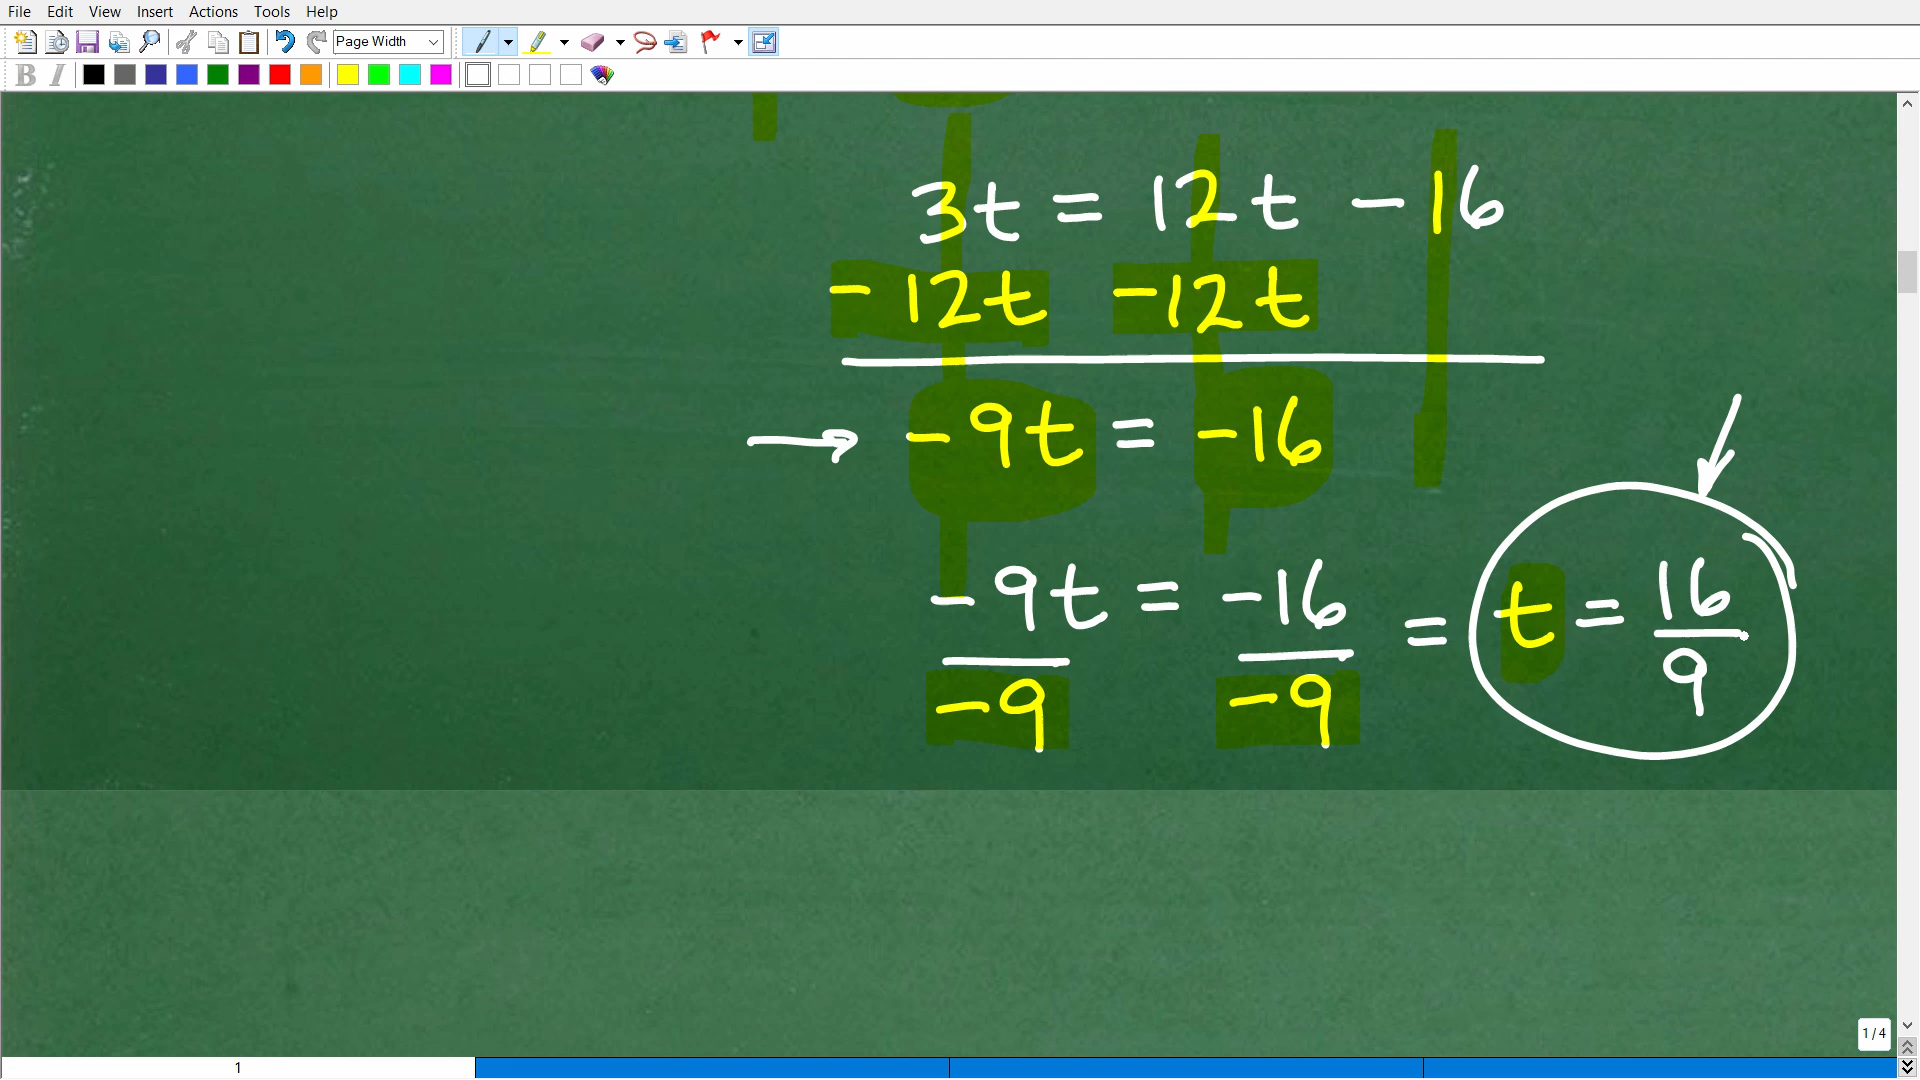 File Edit View Insert Actions Tools Help
Page Width
B I
3t = 12t - 16
- 12t - 12t
→ - 9t = - 16
- 9t = - 16 = t = 16
- 9 - 9 9
1 / 4
1